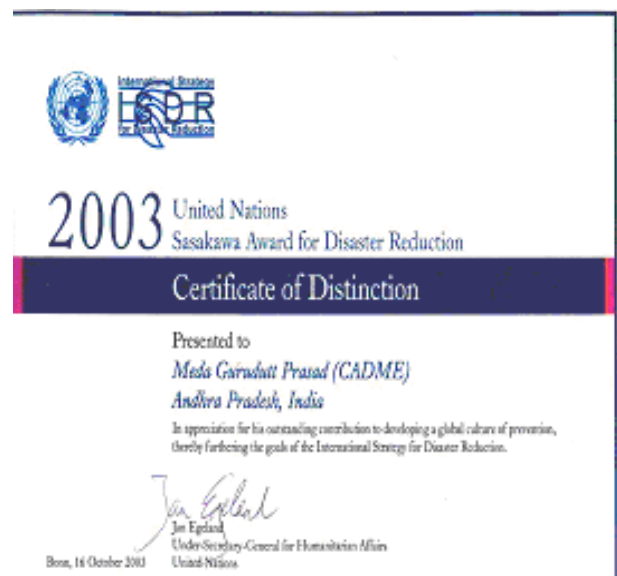 International Strategy
ISDR
for Disaster Reduction
2003 United Nations
Sasakawa Award for Disaster Reduction
Certificate of Distinction
Presented to
Meda Gurudutt Prasad (CADME)
Andhra Pradesh, India
In appreciation for his outstanding contribution to developing a global culture of prevention,
thereby furthering the goals of the International Strategy for Disaster Reduction.
Jan Egeland
Jan Egeland
Under-Secretary-General for Humanitarian Affairs
Bonn, 16 October 2003 United Nations